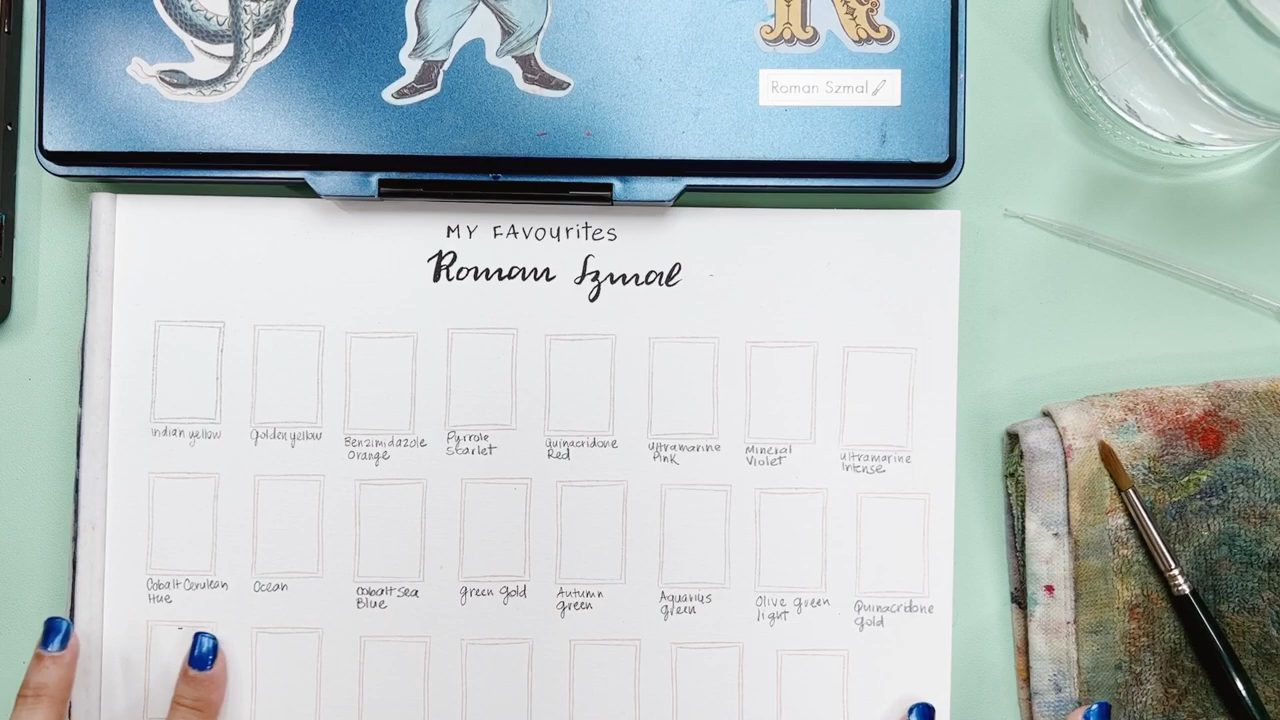 R
Roman Szmal
MY FAVOURITES
Roman Szmal
Indian yellow
Golden yellow
Benzimidazole
Orange
Pyrrole
Scarlet
Quinacridone
Red
Ultramarine
Pink
Mineral
Violet
Ultramarine
Intense
Cobalt Cerulean
Hue
Ocean
Cobalt Sea
Blue
Green Gold
Autumn
green
Aquarius
green
Olive green
light
Quinacridone
Gold